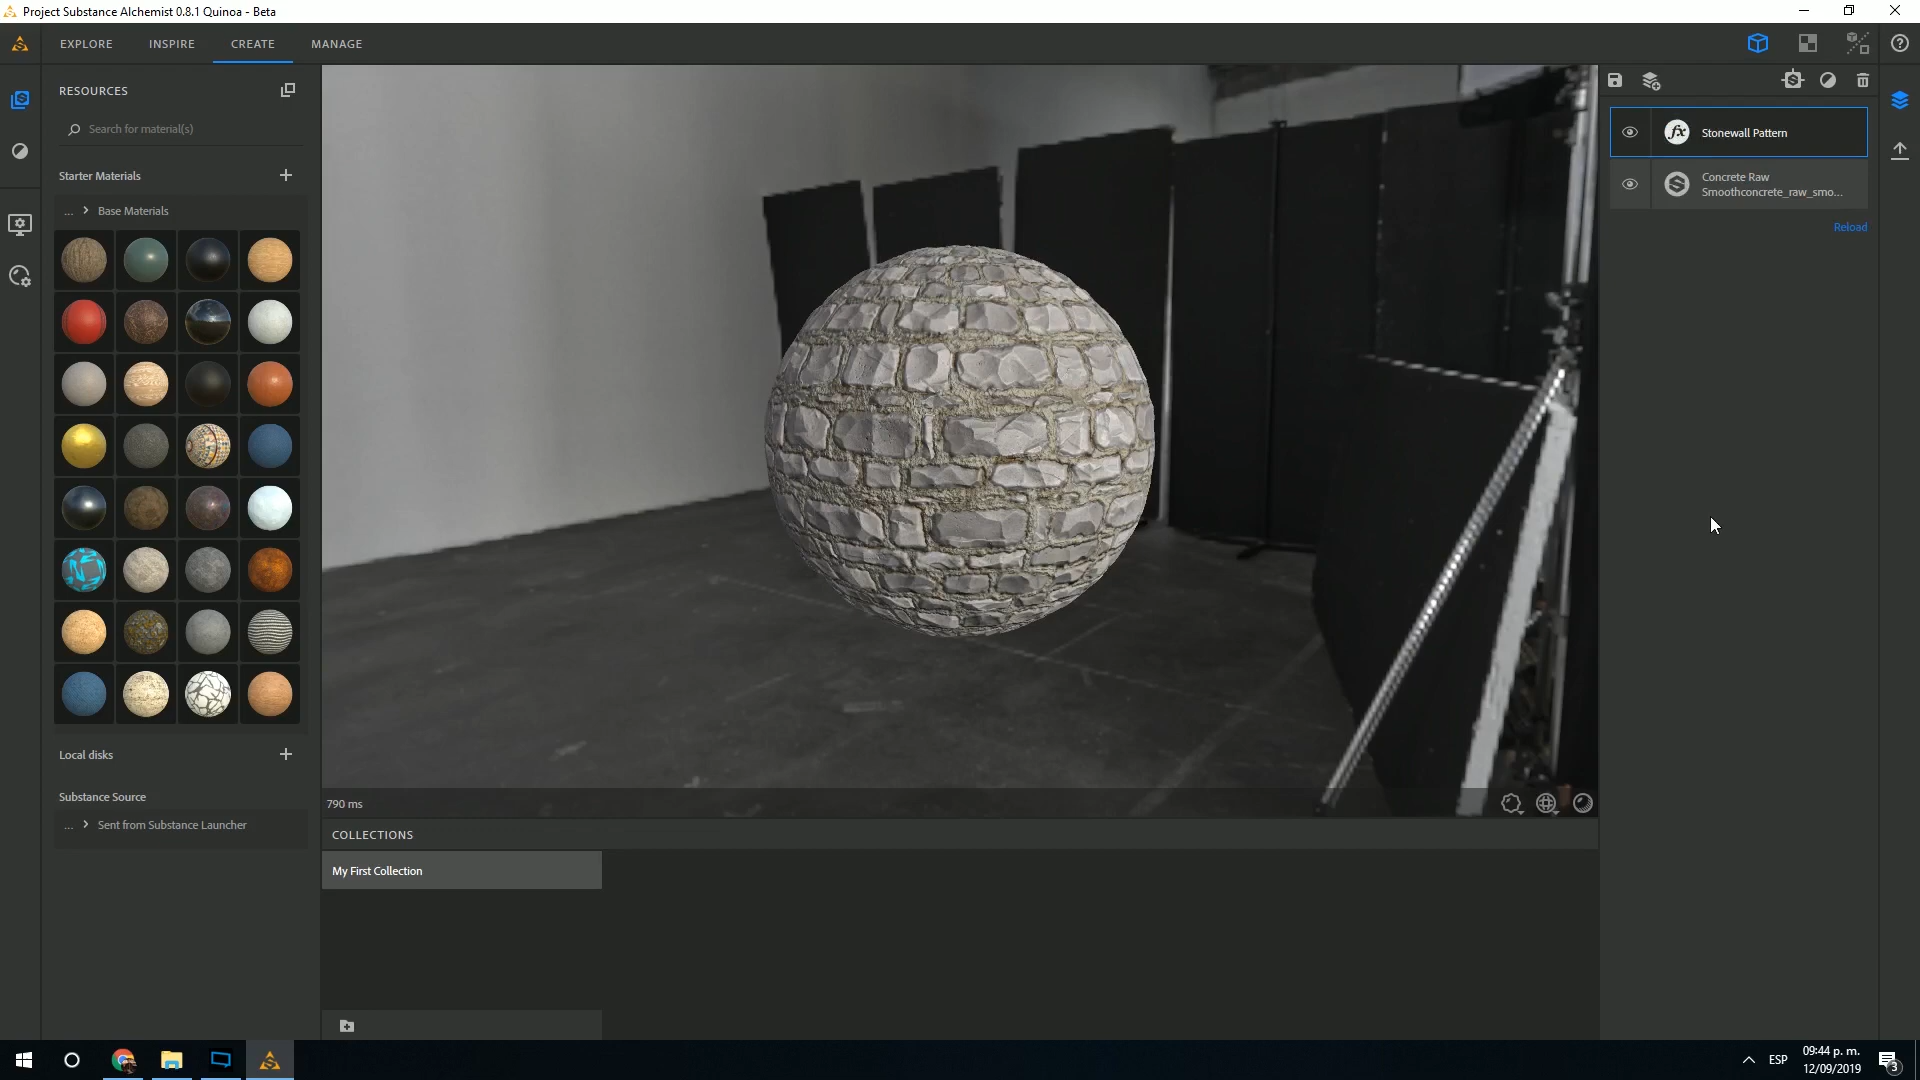 Project Substance Alchemist 0.8.1 Quinoa - Beta
EXPLORE INSPIRE CREATE MANAGE
RESOURCES
Search for material(s)
Starter Materials
... Base Materials
Local disks
Substance Source
... Sent from Substance Launcher
790 ms
COLLECTIONS
My First Collection
Stonewall Pattern
Concrete Raw
Smoothconcrete_raw_smo...
Reload
ESP
09:44 p. m.
12/09/2019
3